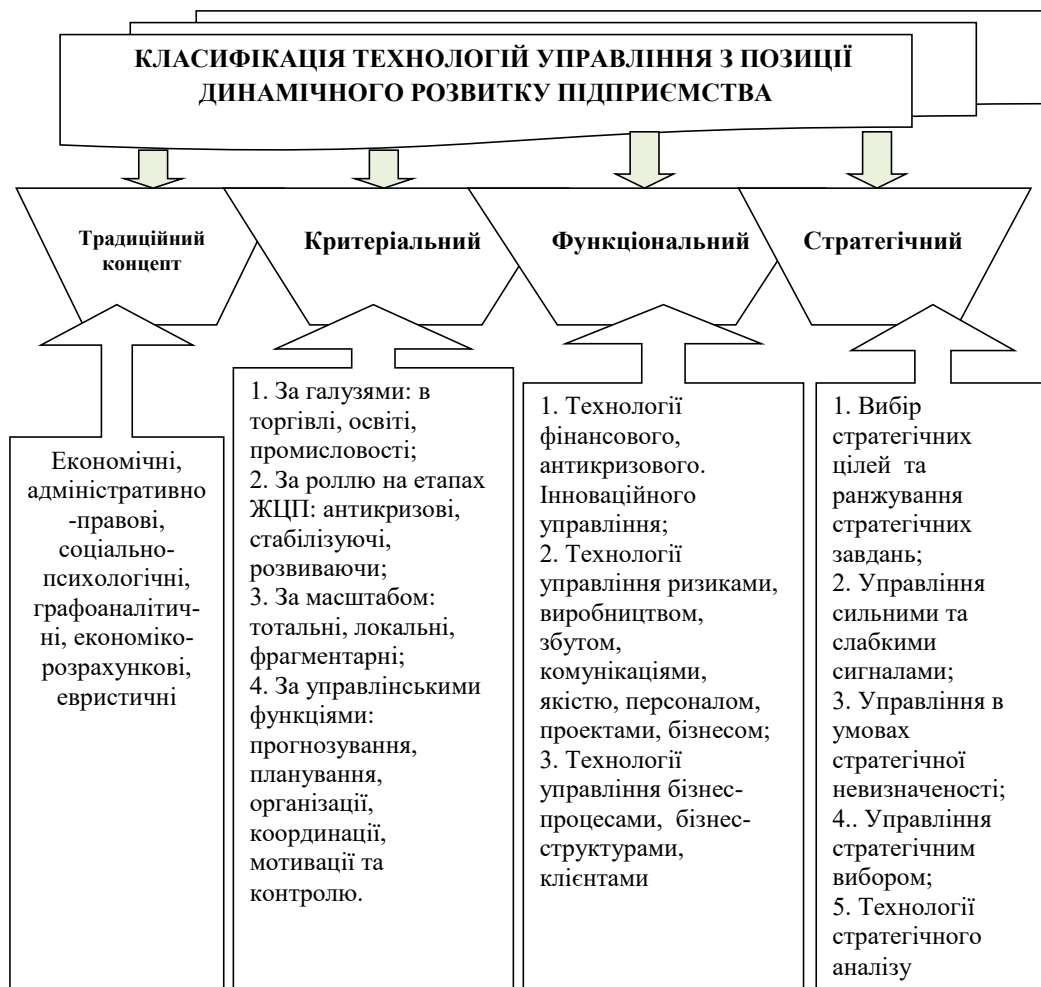 КЛАСИФІКАЦІЯ ТЕХНОЛОГІЙ УПРАВЛІННЯ З ПОЗИЦІЇ
ДИНАМІЧНОГО РОЗВИТКУ ПІДПРИЄМСТВА
Традиційний
концепт
Критеріальний
Функціональний
Стратегічний
Економічні,
адміністративно
-правові,
соціально-
психологічні,
графоаналітич-
ні, економіко-
розрахункові,
евристичні
1. За галузями: в
торгівлі, освіті,
промисловості;
2. За роллю на етапах
ЖЦП: антикризові,
стабілізуючі,
розвиваючи;
3. За масштабом:
тотальні, локальні,
фрагментарні;
4. За управлінськими
функціями:
прогнозування,
планування,
організації,
координації,
мотивації та
контролю.
1. Технології
фінансового,
антикризового.
Інноваційного
управління;
2. Технології
управління ризиками,
виробництвом,
збутом,
комунікаціями,
якістю, персоналом,
проектами, бізнесом;
3. Технології
управління бізнес-
процесами, бізнес-
структурами,
клієнтами
1. Вибір
стратегічних
цілей та
ранжування
стратегічних
завдань;
2. Управління
сильними та
слабкими
сигналами;
3. Управління в
умовах
стратегічної
невизначеності;
4.. Управління
стратегічним
вибором;
5. Технології
стратегічного
аналізу